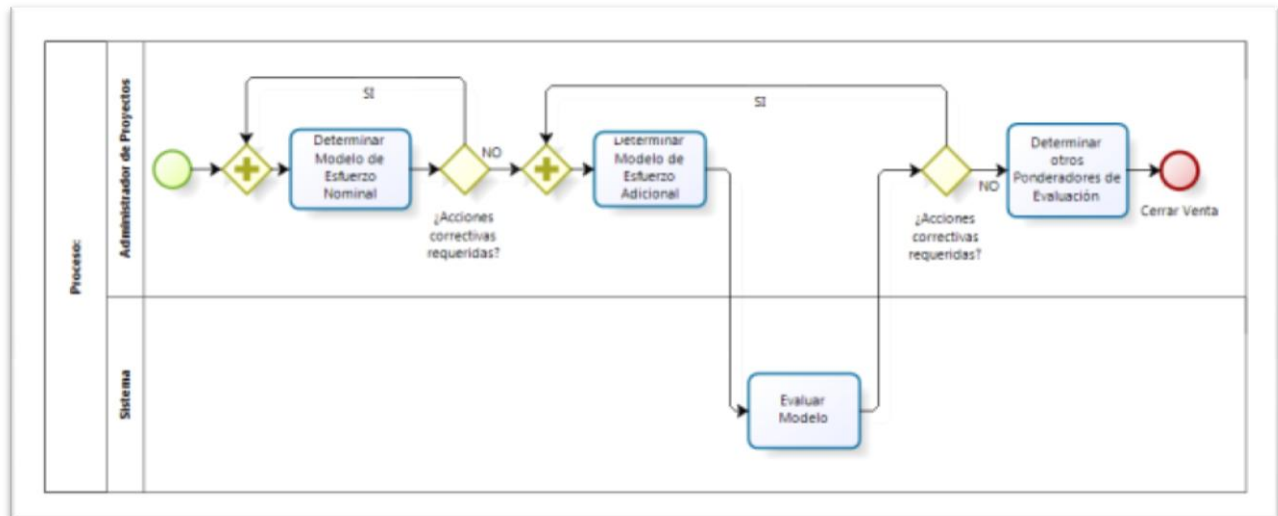 Proceso:
Administrador de Proyectos
Sistema
SI
Determinar
Modelo de
Esfuerzo
Nominal
NO
¿Acciones
correctivas
requeridas?
SI
Determinar
Modelo de
Esfuerzo
Adicional
Evaluar
Modelo
NO
¿Acciones
correctivas
requeridas?
Determinar
otros
Ponderadores de
Evaluación
Cerrar Venta